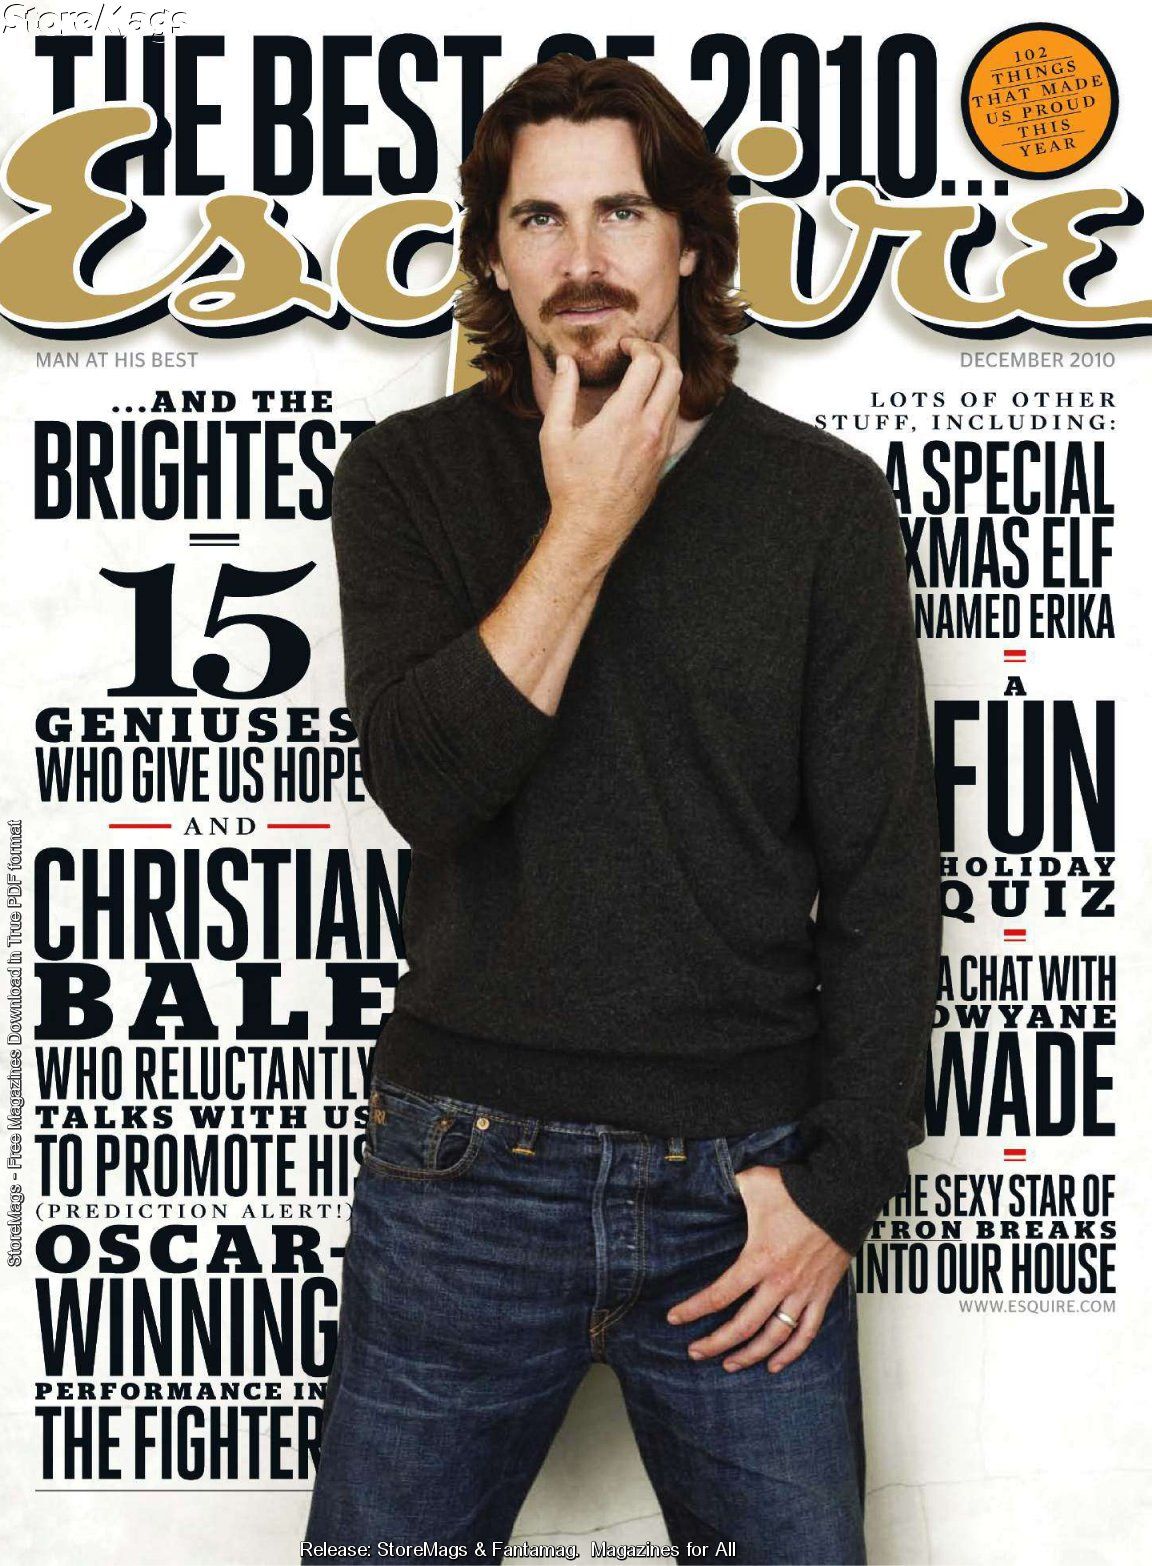 StoreMags
THE BEST OF 2010...
102
THINGS
THAT MADE
US PROUD
THIS
YEAR
Esquire
MAN AT HIS BEST
DECEMBER 2010
...AND THE
BRIGHTEST
15
GENIUSES
WHO GIVE US HOPE
AND
CHRISTIAN
BALE
WHO RELUCTANTLY
TALKS WITH US
TO PROMOTE HIS
(PREDICTION ALERT!)
OSCAR-
WINNING
PERFORMANCE IN
THE FIGHTER
LOTS OF OTHER
STUFF, INCLUDING:
A SPECIAL
XMAS ELF
NAMED ERIKA
A
FUN
HOLIDAY
QUIZ
A CHAT WITH
DWYANE
WADE
THE SEXY STAR OF
TRON BREAKS
INTO OUR HOUSE
WWW.ESQUIRE.COM
StoreMags - Free Magazines Download in True PDF format
Release: StoreMags & Fantamag. Magazines for All